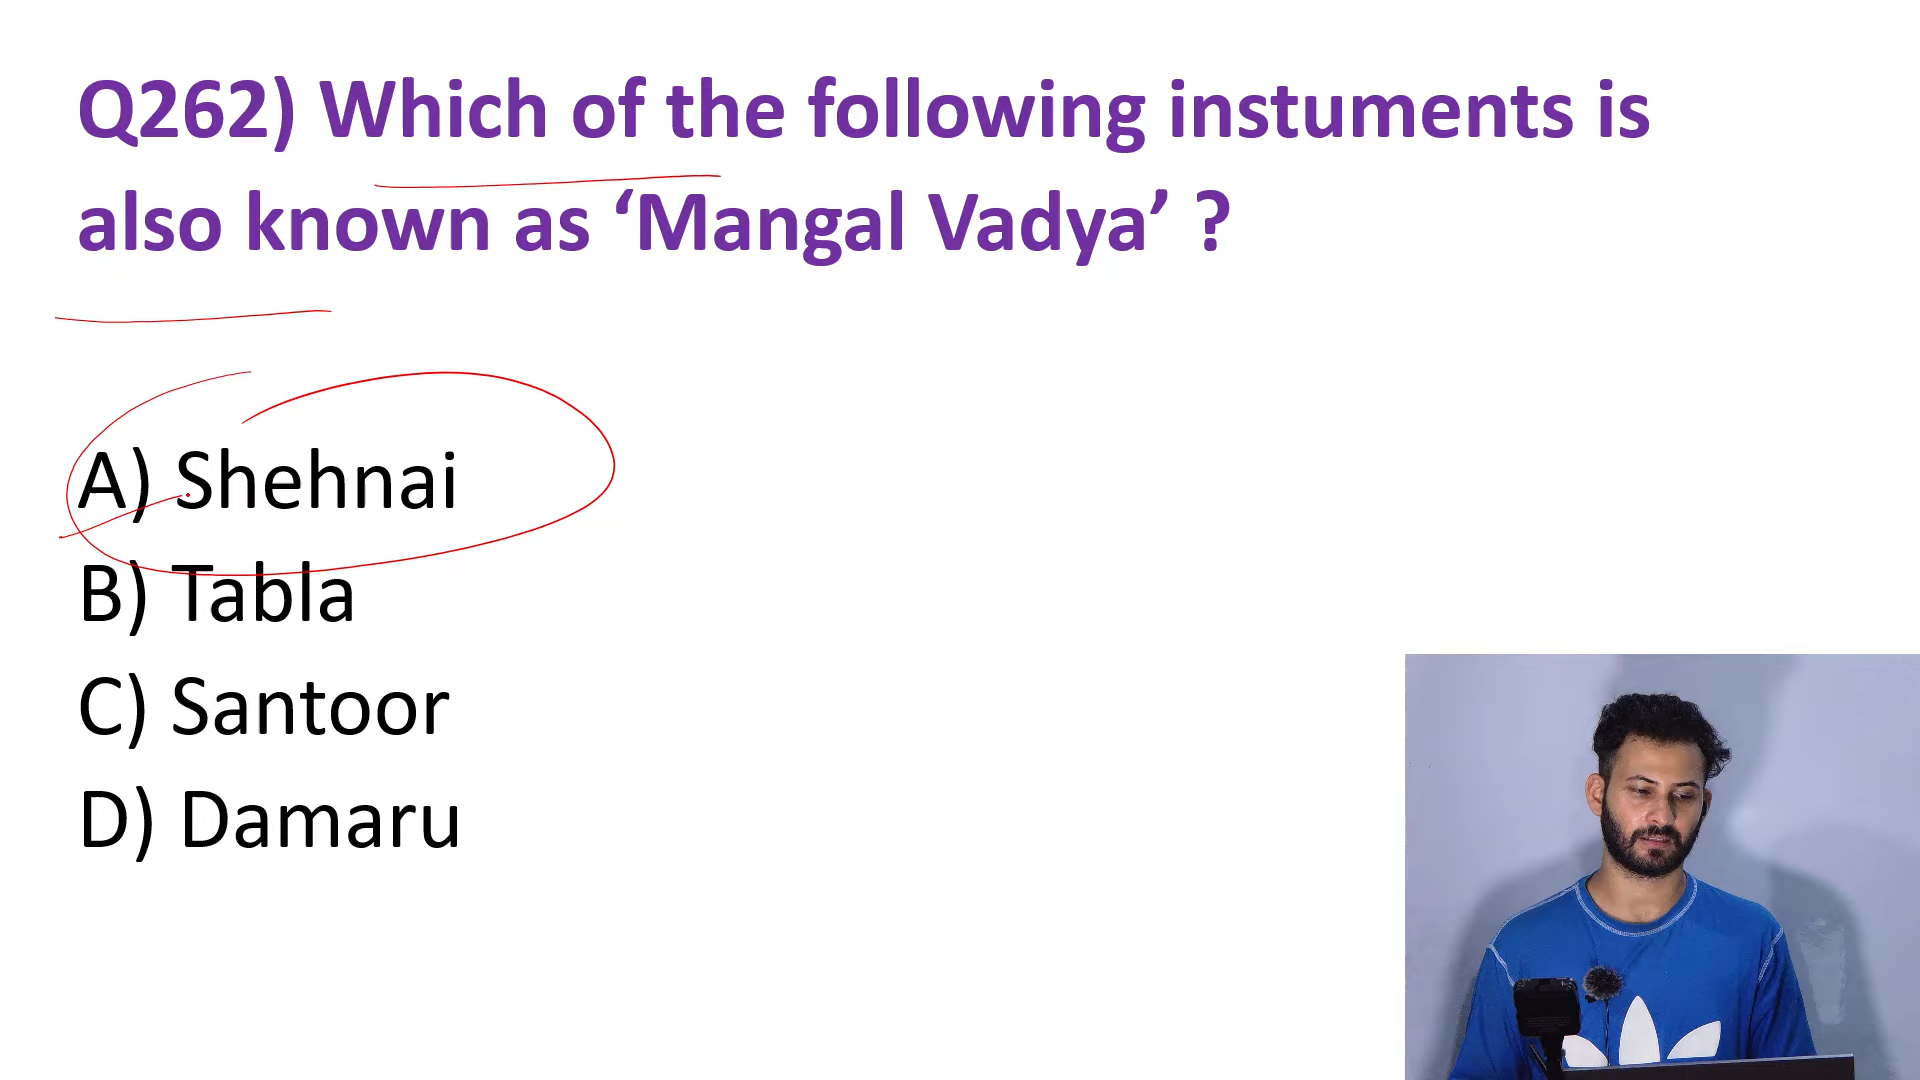 Q262) Which of the following instuments is
also known as ‘Mangal Vadya’ ?
A) Shehnai
B) Tabla
C) Santoor
D) Damaru